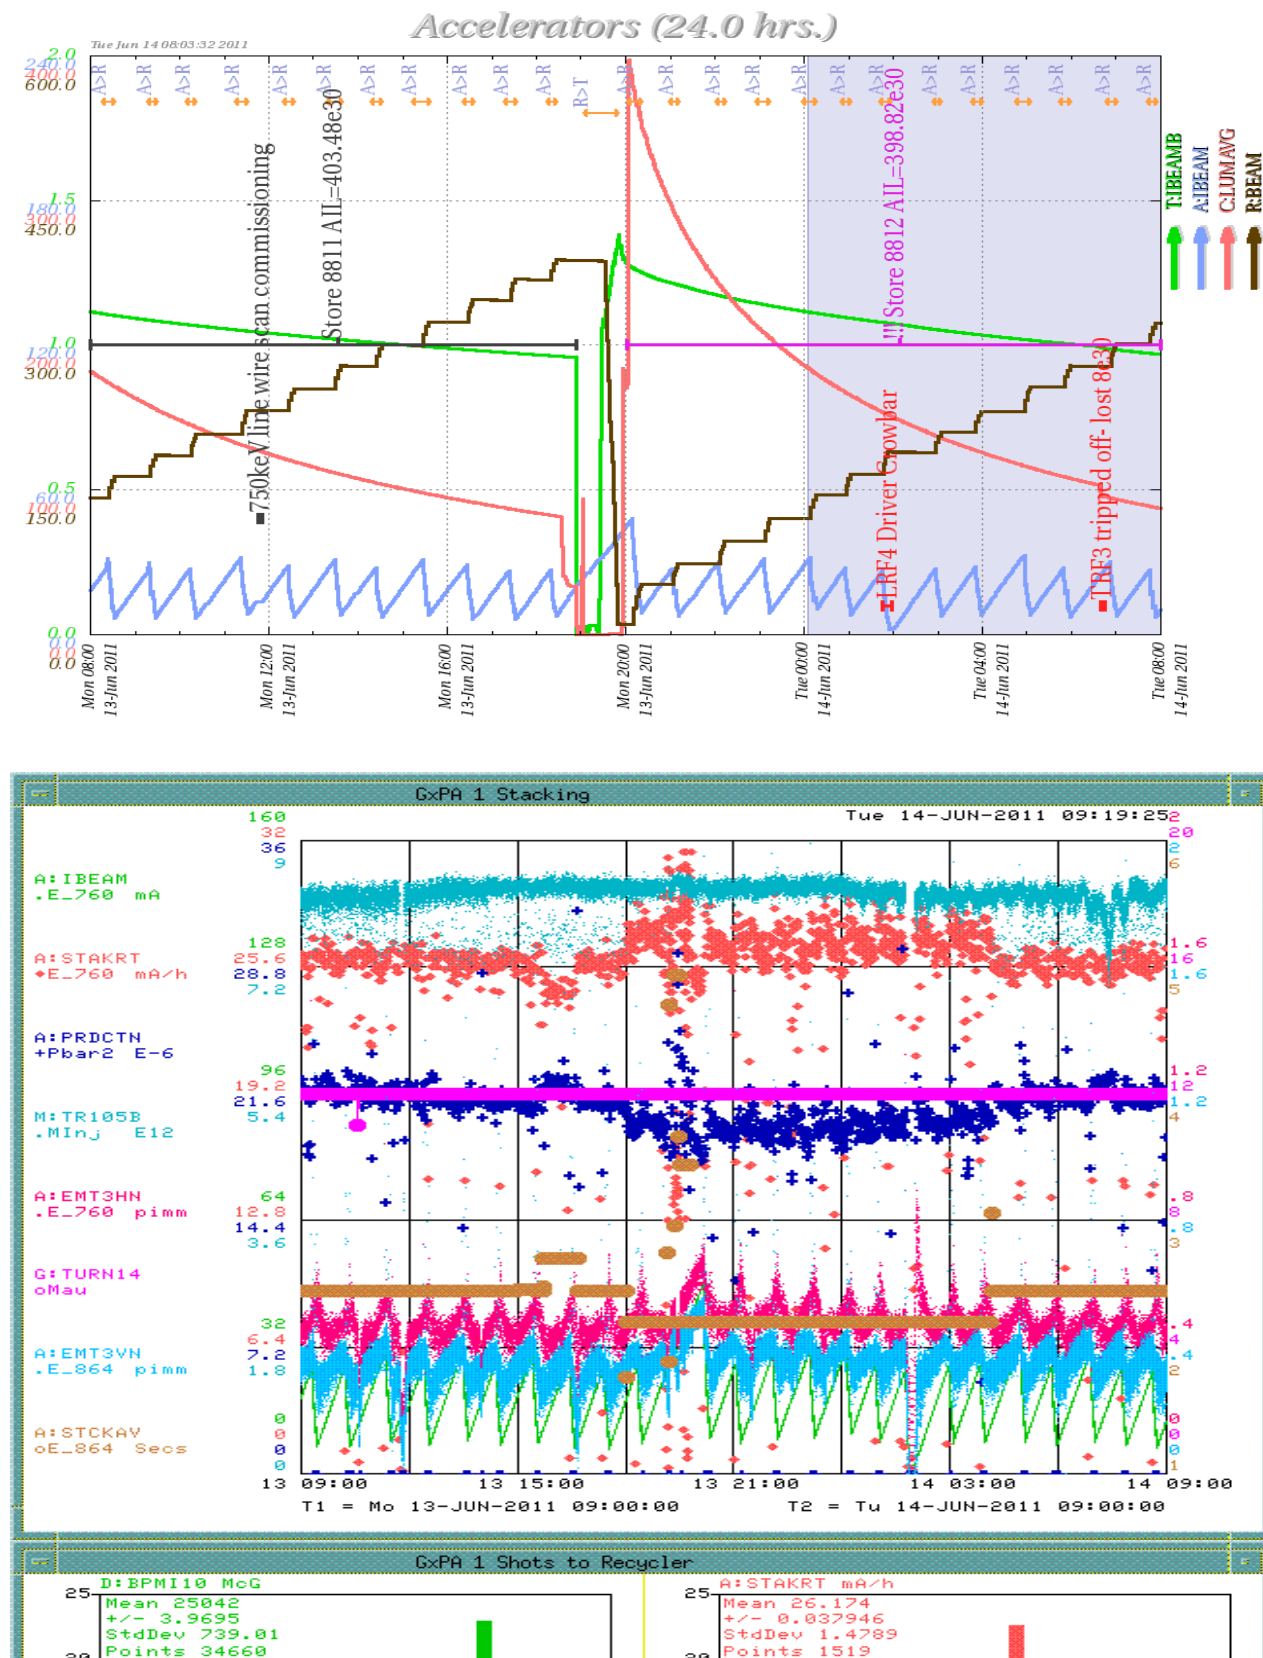 Accelerators (24.0 hrs.)
Tue Jun 14 08:03:32 2011
2.0
240.0
400.0
600.0
A>R A>R A>R A>R A>R A>R A>R A>R A>R A>R A>R R>T A>R A>R A>R A>R A>R A>R A>R A>R A>R A>R A>R A>R A>R
1.5
180.0
300.0
450.0
1.0
120.0
200.0
300.0
0.5
60.0
100.0
150.0
0.0
0.0
0.0
0.0
750keV line wire scan commissioning
Store 8811 AIL=403.48e30
!!! Store 8812 AIL=398.82e30
LRF4 Driver Crowbar
TRF3 tripped off- lost 8e30
T:IBEAMB
A:IBEAM
C:LUMAVG
R:BEAM
Mon 08:00
13-Jun 2011
Mon 12:00
13-Jun 2011
Mon 16:00
13-Jun 2011
Mon 20:00
13-Jun 2011
Tue 00:00
14-Jun 2011
Tue 04:00
14-Jun 2011
Tue 08:00
14-Jun 2011
GxPA 1 Stacking
Tue 14-JUN-2011 09:19:25
160
32
36
9
2
20
2
6
A:IBEAM
.E_760 mA
128
25.6
28.8
7.2
1.6
16
1.6
5
A:STAKRT
◆E_760 mA/h
A:PRDCTN
+Pbar2 E-6
96
19.2
21.6
5.4
1.2
12
1.2
4
M:TR105B
.MInj E12
A:EMT3HN
.E_760 pimm
64
12.8
14.4
3.6
.8
8
.8
3
G:TURN14
oMau
32
6.4
7.2
1.8
.4
4
.4
2
A:EMT3VN
.E_864 pimm
A:STCKAV
oE_864 Secs
0
0
0
0
0
0
0
1
13 09:00
13 15:00
13 21:00
14 03:00
14 09:00
T1 = Mo 13-JUN-2011 09:00:00
T2 = Tu 14-JUN-2011 09:00:00
GxPA 1 Shots to Recycler
D:BPMI10 McG
25
Mean 25042
+/- 3.9695
StdDev 739.01
Points 34660
A:STAKRT mA/h
25
Mean 26.174
+/- 0.037946
StdDev 1.4789
Points 1519